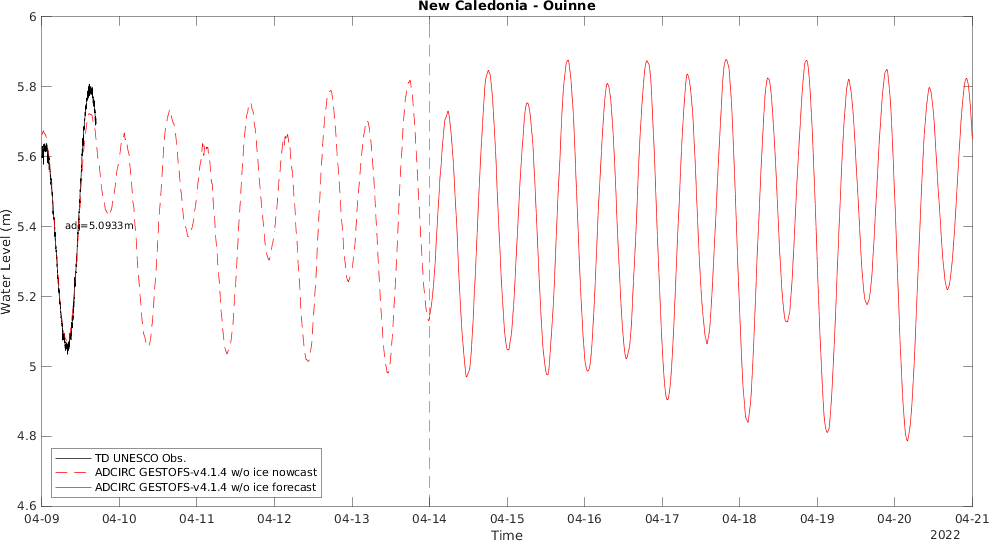 New Caledonia - Ouinne
6
5.8
5.6
5.4
5.2
5
4.8
4.6
Water Level (m)
adj=5.0933m
TD UNESCO Obs.
ADCIRC GESTOFS-v4.1.4 w/o ice nowcast
ADCIRC GESTOFS-v4.1.4 w/o ice forecast
04-09 04-10 04-11 04-12 04-13 04-14 04-15 04-16 04-17 04-18 04-19 04-20 04-21
Time
2022